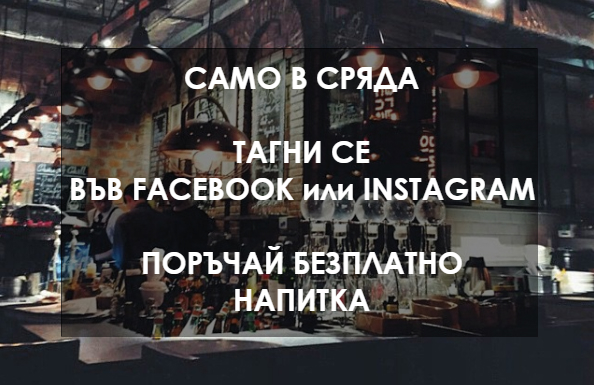 САМО В СРЯДА
ТАГНИ СЕ
ВЪВ FACEBOOK или INSTAGRAM
ПОРЪЧАЙ БЕЗПЛАТНО
НАПИТКА